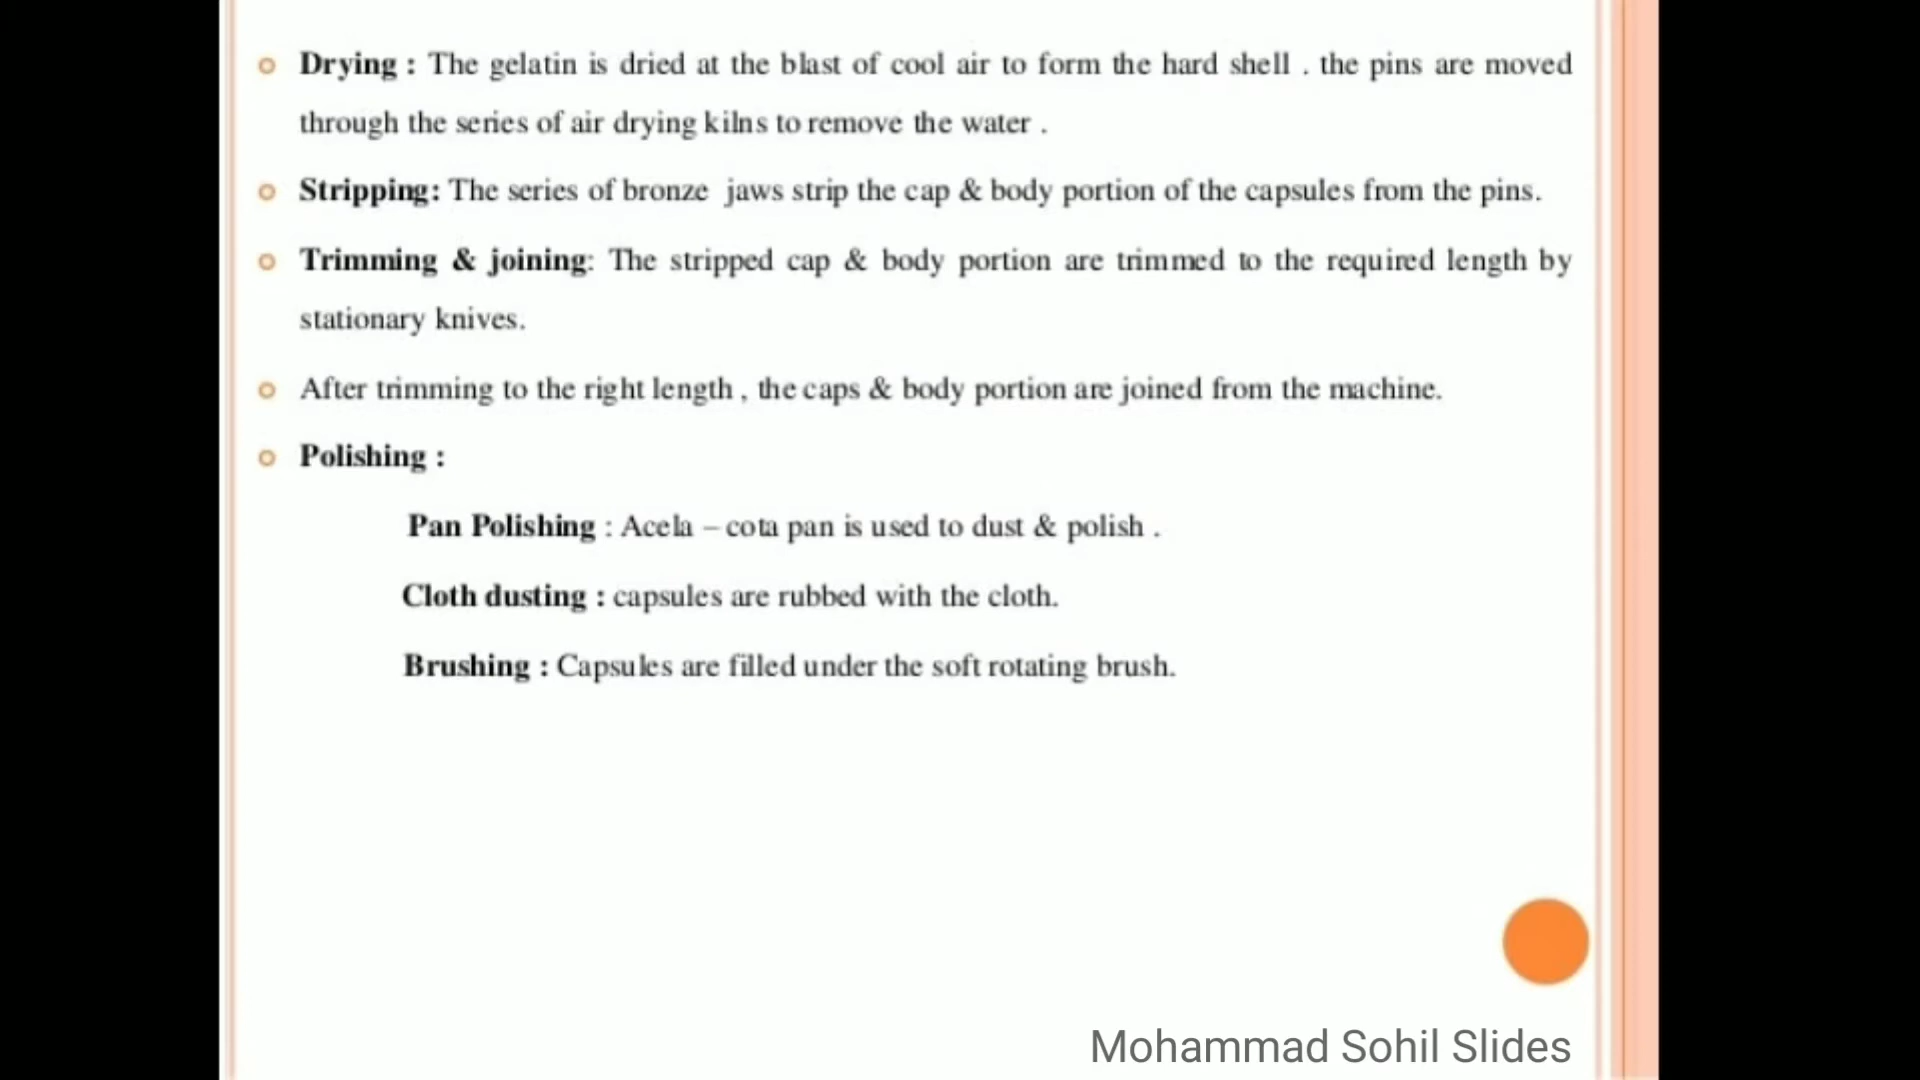 Drying : The gelatin is dried at the blast of cool air to form the hard shell . the pins are moved
through the series of air drying kilns to remove the water .
Stripping: The series of bronze jaws strip the cap & body portion of the capsules from the pins.
Trimming & joining: The stripped cap & body portion are trimmed to the required length by
stationary knives.
After trimming to the right length , the caps & body portion are joined from the machine.
Polishing :
Pan Polishing : Acela – cota pan is used to dust & polish .
Cloth dusting : capsules are rubbed with the cloth.
Brushing : Capsules are filled under the soft rotating brush.
Mohammad Sohil Slides